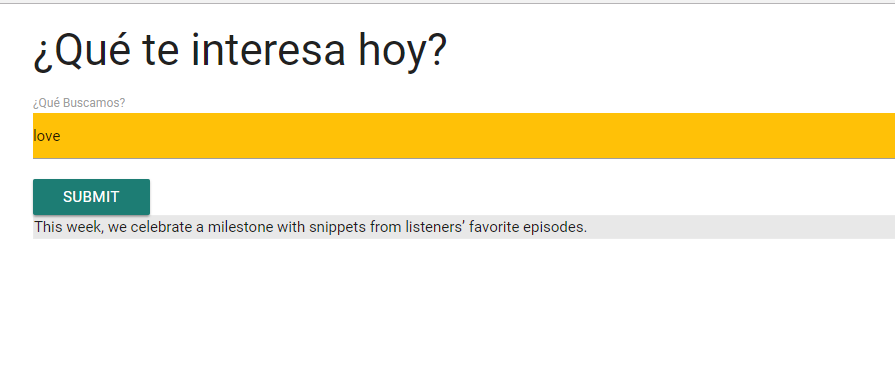 ¿Qué te interesa hoy?
¿Qué Buscamos?
love
SUBMIT
This week, we celebrate a milestone with snippets from listeners’ favorite episodes.